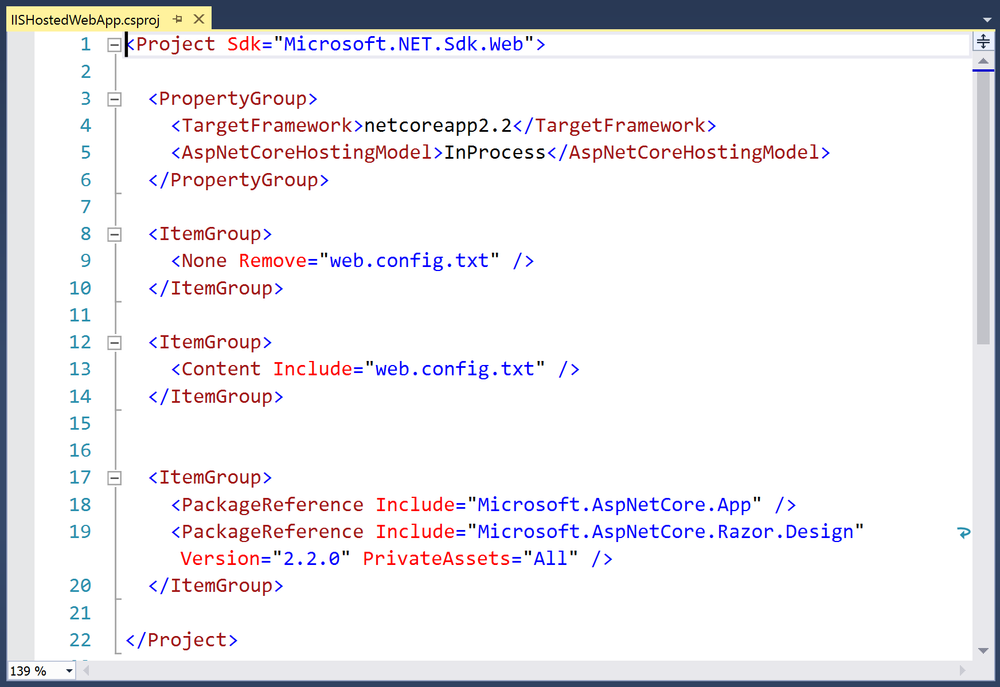 IISHostedWebApp.csproj
1 <Project Sdk="Microsoft.NET.Sdk.Web">
2
3   <PropertyGroup>
4     <TargetFramework>netcoreapp2.2</TargetFramework>
5     <AspNetCoreHostingModel>InProcess</AspNetCoreHostingModel>
6   </PropertyGroup>
7
8   <ItemGroup>
9     <None Remove="web.config.txt" />
10   </ItemGroup>
11
12   <ItemGroup>
13     <Content Include="web.config.txt" />
14   </ItemGroup>
15
16
17   <ItemGroup>
18     <PackageReference Include="Microsoft.AspNetCore.App" />
19     <PackageReference Include="Microsoft.AspNetCore.Razor.Design"
Version="2.2.0" PrivateAssets="All" />
20   </ItemGroup>
21
22 </Project>
139 %